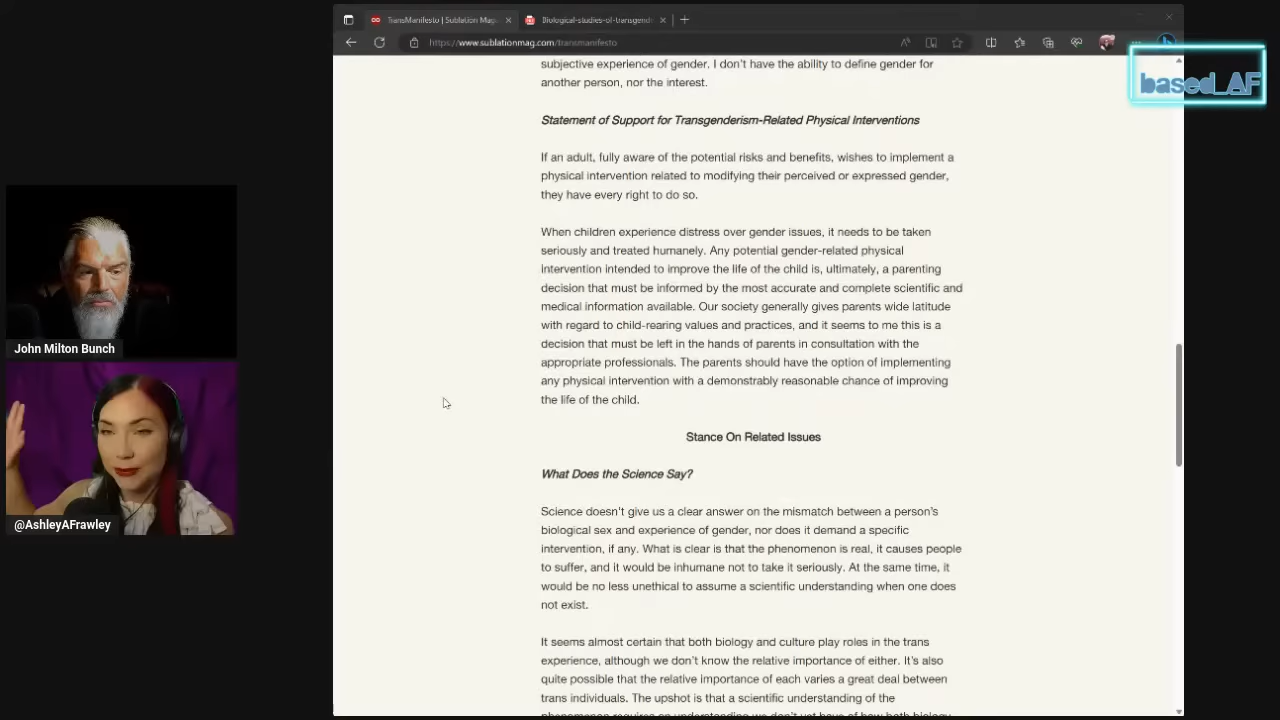 TransManifesto | Sublation Mag
Biological-studies-of-transgende
https://www.sublationmag.com/transmanifesto
based_AF
subjective experience of gender. I don't have the ability to define gender for
another person, nor the interest.
Statement of Support for Transgenderism-Related Physical Interventions
If an adult, fully aware of the potential risks and benefits, wishes to implement a
physical intervention related to modifying their perceived or expressed gender,
they have every right to do so.
When children experience distress over gender issues, it needs to be taken
seriously and treated humanely. Any potential gender-related physical
intervention intended to improve the life of the child is, ultimately, a parenting
decision that must be informed by the most accurate and complete scientific and
medical information available. Our society generally gives parents wide latitude
with regard to child-rearing values and practices, and it seems to me this is a
decision that must be left in the hands of parents in consultation with the
appropriate professionals. The parents should have the option of implementing
any physical intervention with a demonstrably reasonable chance of improving
the life of the child.
John Milton Bunch
@AshleyAFrawley
Stance On Related Issues
What Does the Science Say?
Science doesn't give us a clear answer on the mismatch between a person's
biological sex and experience of gender, nor does it demand a specific
intervention, if any. What is clear is that the phenomenon is real, it causes people
to suffer, and it would be inhumane not to take it seriously. At the same time, it
would be no less unethical to assume a scientific understanding when one does
not exist.
It seems almost certain that both biology and culture play roles in the trans
experience, although we don't know the relative importance of either. It's also
quite possible that the relative importance of each varies a great deal between
trans individuals. The upshot is that a scientific understanding of the
phenomenon requires an understanding we don't yet have of how both biology